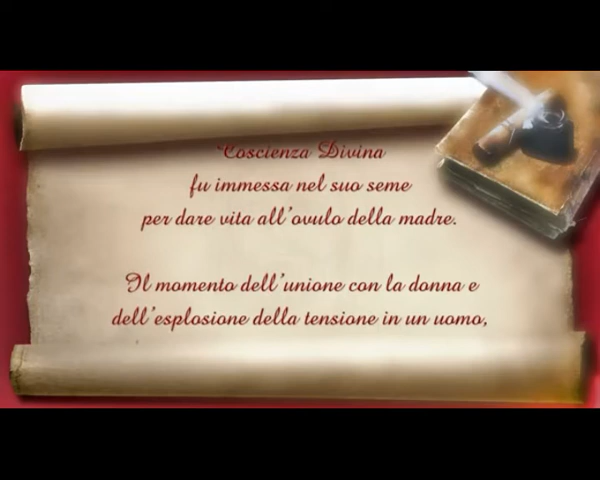 Coscienza Divina
fu immessa nel suo seme
per dare vita all'ovulo della madre.
Il momento dell'unione con la donna e
dell'esplosione della tensione in un uomo,